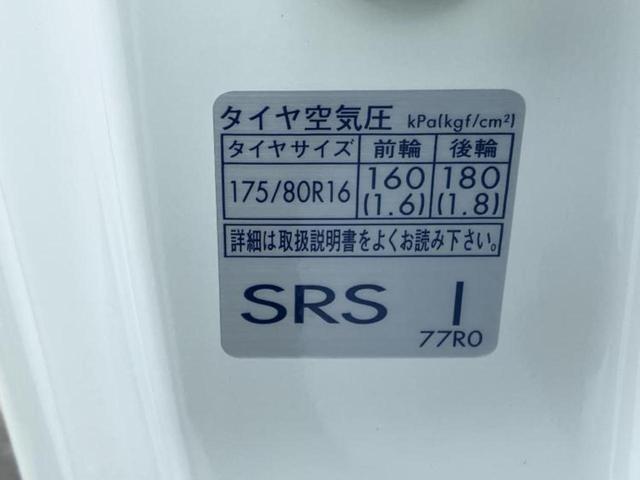 タイヤ空気圧 kPa(kgf/cm²)
タイヤサイズ 前輪 後輪
175/80R16 160 (1.6) 180 (1.8)
詳細は取扱説明書をよくお読み下さい。
SRS I
77R0